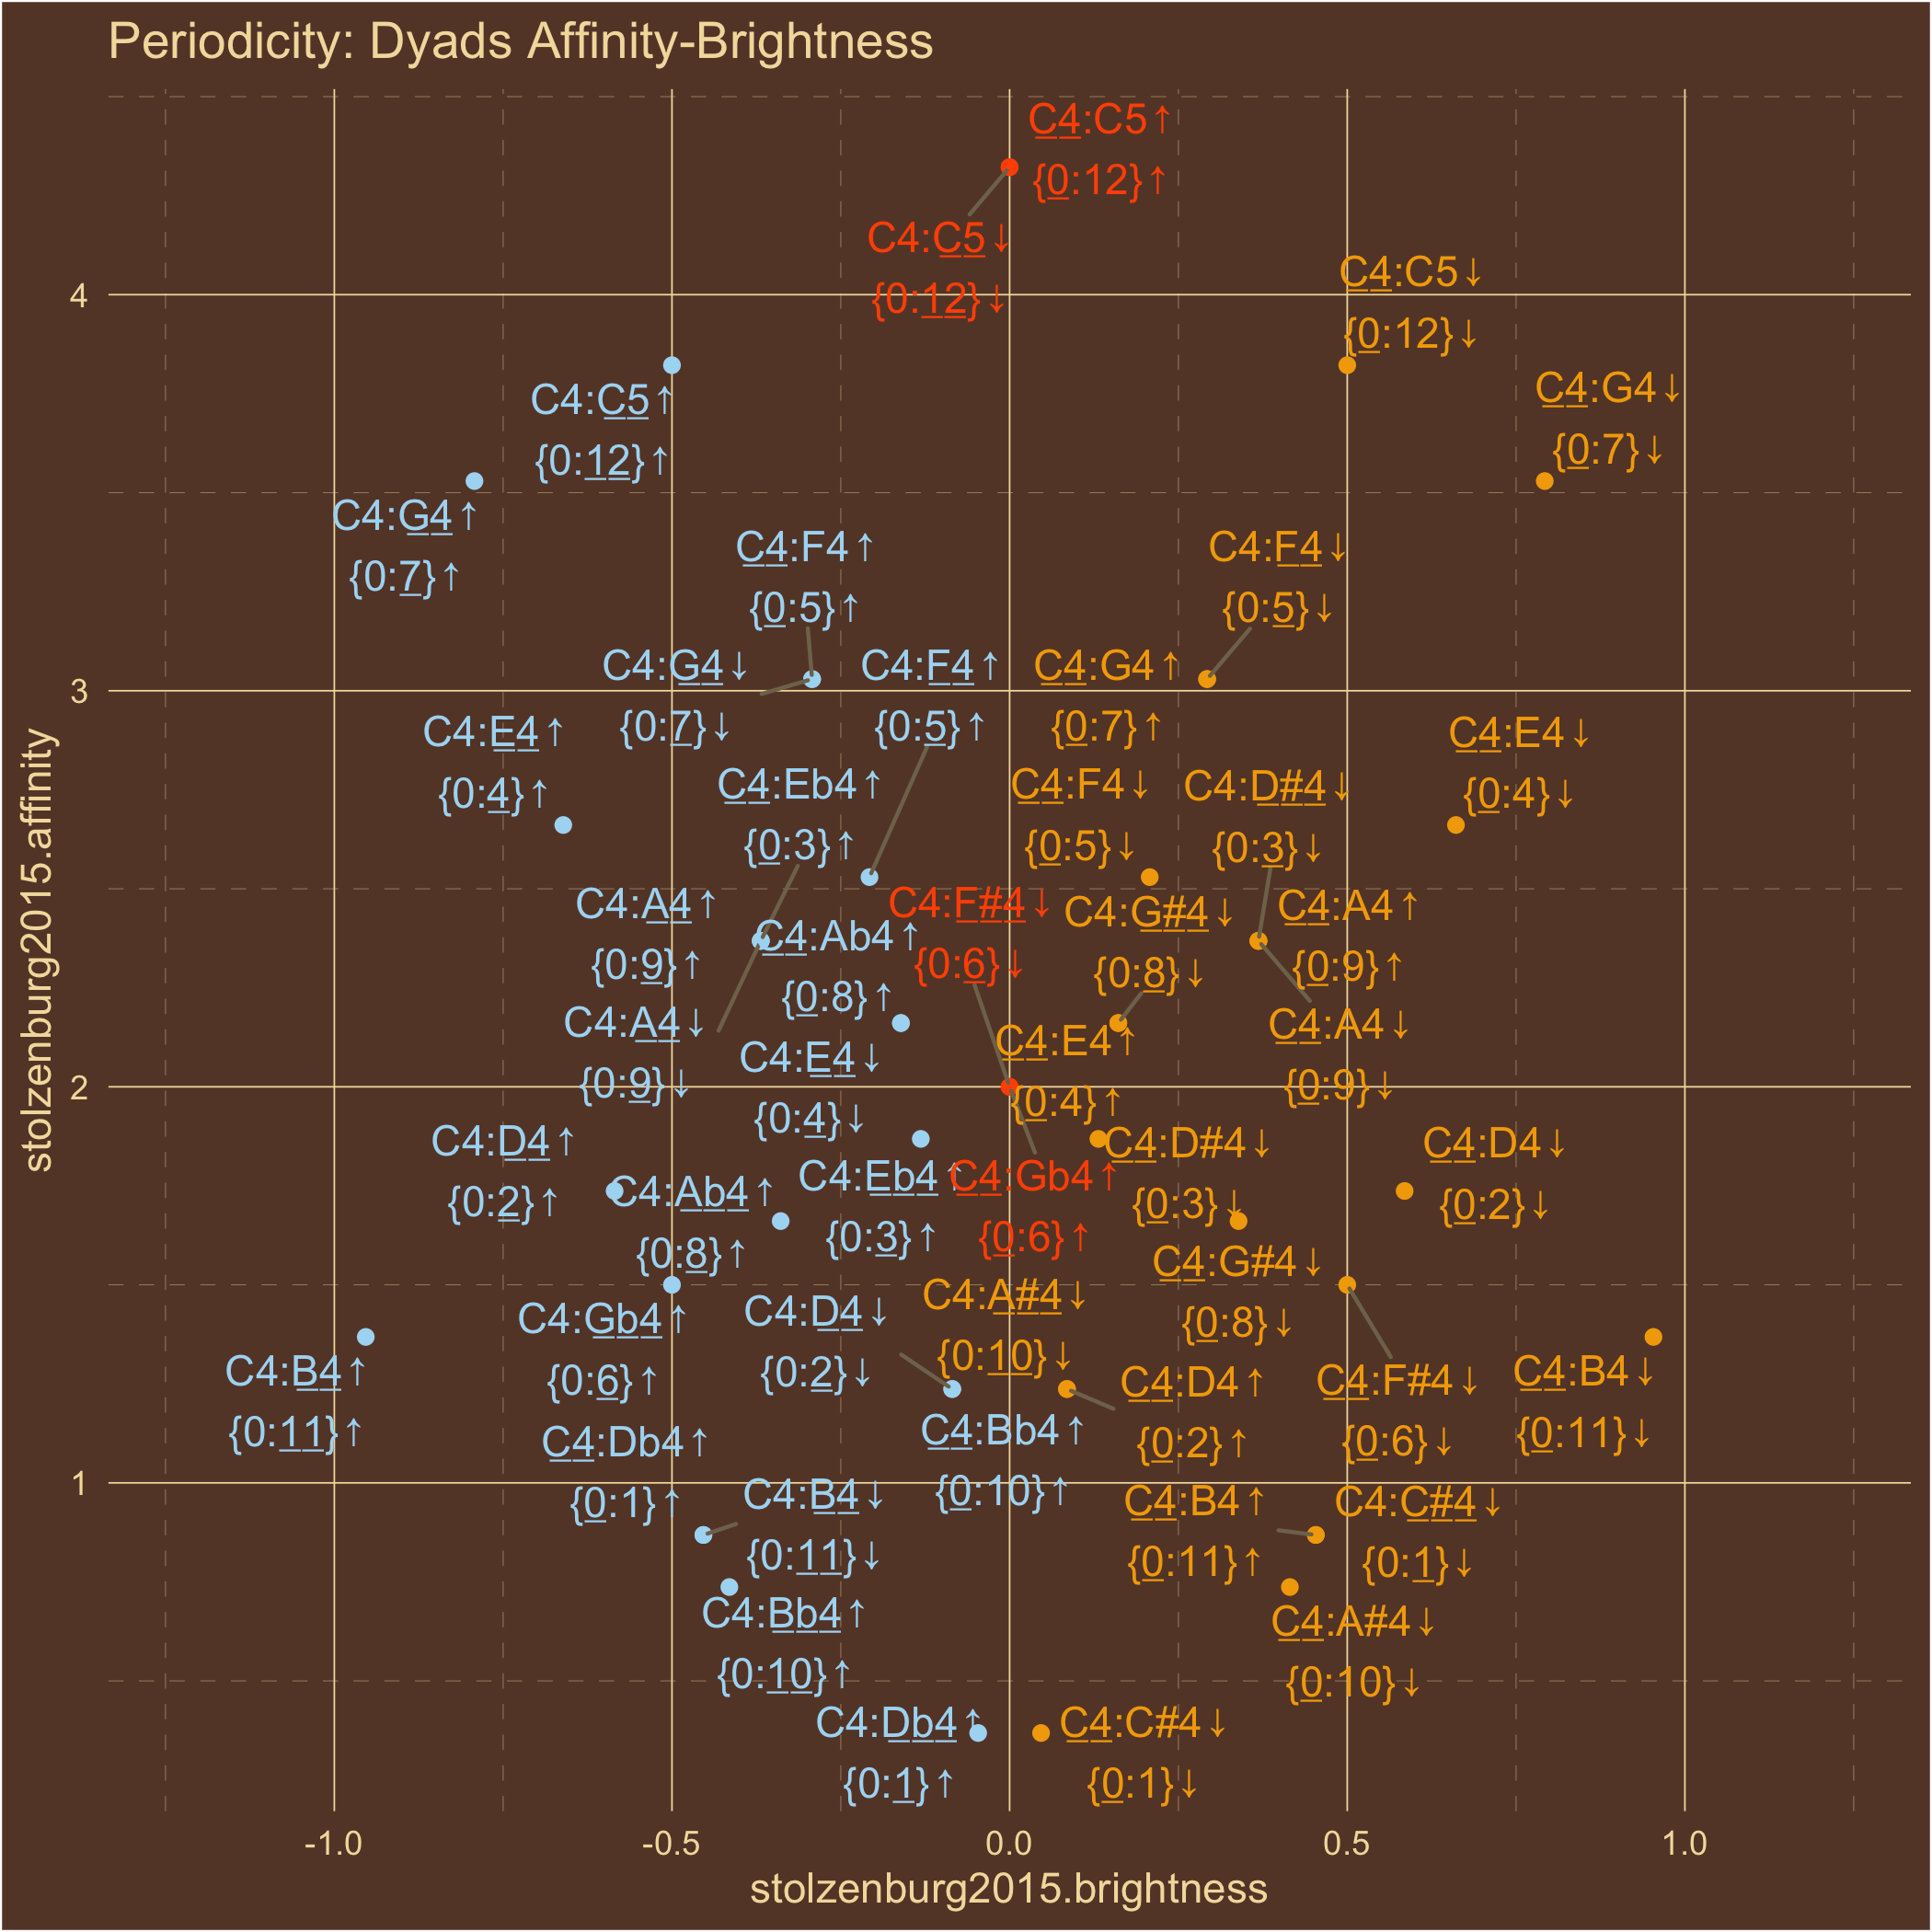 Periodicity: Dyads Affinity-Brightness
C4:C5↑
{0:12}↑
C4:C5↓
{0:12}↓
C4:C5↓
{0:12}↓
4
C4:C5↑
{0:12}↑
C4:G4↓
{0:7}↓
C4:G4↑
{0:7}↑
C4:F4↑
{0:5}↑
C4:F4↓
{0:5}↓
C4:G4↓
{0:7}↓
C4:F4↑
{0:5}↑
C4:G4↑
{0:7}↑
3
C4:E4↑
{0:4}↑
C4:E4↓
{0:4}↓
C4:Eb4↑
{0:3}↑
C4:F4↓
{0:5}↓
C4:D#4↓
{0:3}↓
C4:A4↑
{0:9}↑
C4:Ab4↑
{0:8}↑
C4:F#4↓
{0:6}↓
C4:G#4↓
{0:8}↓
C4:A4↑
{0:9}↑
C4:A4↓
{0:9}↓
C4:E4↓
{0:4}↓
C4:E4↑
{0:4}↑
C4:A4↓
{0:9}↓
2
C4:D4↑
{0:2}↑
C4:Ab4↑
{0:8}↑
C4:Eb4↑
{0:3}↑
C4:Gb4↑
{0:6}↑
C4:D#4↓
{0:3}↓
C4:D4↓
{0:2}↓
C4:G#4↓
{0:8}↓
C4:Gb4↑
{0:6}↑
C4:D4↓
{0:2}↓
C4:A#4↓
{0:10}↓
C4:B4↑
{0:11}↑
C4:D4↑
{0:2}↑
C4:F#4↓
{0:6}↓
C4:B4↓
{0:11}↓
C4:Db4↑
{0:1}↑
C4:Bb4↑
{0:10}↑
1
C4:B4↓
{0:11}↓
C4:B4↑
{0:11}↑
C4:C#4↓
{0:1}↓
C4:Bb4↑
{0:10}↑
C4:A#4↓
{0:10}↓
C4:Db4↑
{0:1}↑
C4:C#4↓
{0:1}↓
stolzenburg2015.affinity
-1.0
-0.5
0.0
0.5
1.0
stolzenburg2015.brightness